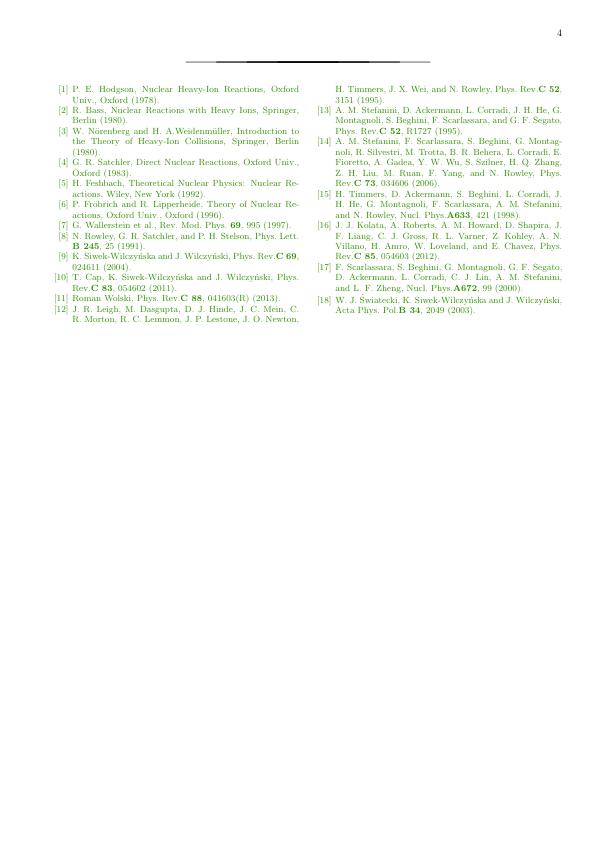 4
[1] P. E. Hodgson, Nuclear Heavy-Ion Reactions, Oxford
Univ., Oxford (1978).
[2] R. Bass, Nuclear Reactions with Heavy Ions, Springer,
Berlin (1980).
[3] W. Nörenberg and H. A.Weidenmüller, Introduction to
the Theory of Heavy-Ion Collisions, Springer, Berlin
(1980).
[4] G. R. Satchler, Direct Nuclear Reactions, Oxford Univ.,
Oxford (1983).
[5] H. Feshbach, Theoretical Nuclear Physics: Nuclear Re-
actions, Wiley, New York (1992).
[6] P. Fröbrich and R. Lipperheide, Theory of Nuclear Re-
actions, Oxford Univ., Oxford (1996).
[7] G. Wallerstein et al., Rev. Mod. Phys. 69, 995 (1997).
[8] N. Rowley, G. R. Satchler, and P. H. Stelson, Phys. Lett.
B 245, 25 (1991).
[9] K. Siwek-Wilczyńska and J. Wilczyński, Phys. Rev.C 69,
024611 (2004).
[10] T. Cap, K. Siwek-Wilczyńska and J. Wilczyński, Phys.
Rev.C 83, 054602 (2011).
[11] Roman Wolski, Phys. Rev.C 88, 041603(R) (2013).
[12] J. R. Leigh, M. Dasgupta, D. J. Hinde, J. C. Mein, C.
R. Morton, R. C. Lemmon, J. P. Lestone, J. O. Newton,
H. Timmers, J. X. Wei, and N. Rowley, Phys. Rev.C 52,
3151 (1995).
[13] A. M. Stefanini, D. Ackermann, L. Corradi, J. H. He, G.
Montagnoli, S. Beghini, F. Scarlassara, and G. F. Segato,
Phys. Rev.C 52, R1727 (1995).
[14] A. M. Stefanini, F. Scarlassara, S. Beghini, G. Montag-
noli, R. Silvestri, M. Trotta, B. R. Behera, L. Corradi, E.
Fioretto, A. Gadea, Y. W. Wu, S. Szilner, H. Q. Zhang,
Z. H. Liu, M. Ruan, F. Yang, and N. Rowley, Phys.
Rev.C 73, 034606 (2006).
[15] H. Timmers, D. Ackermann, S. Beghini, L. Corradi, J.
H. He, G. Montagnoli, F. Scarlassara, A. M. Stefanini,
and N. Rowley, Nucl. Phys.A633, 421 (1998).
[16] J. J. Kolata, A. Roberts, A. M. Howard, D. Shapira, J.
F. Liang, C. J. Gross, R. L. Varner, Z. Kohley, A. N.
Villano, H. Amro, W. Loveland, and E. Chavez, Phys.
Rev.C 85, 054603 (2012).
[17] F. Scarlassara, S. Beghini, G. Montagnoli, G. F. Segato,
D. Ackermann, L. Corradi, C. J. Lin, A. M. Stefanini,
and L. F. Zheng, Nucl. Phys.A672, 99 (2000).
[18] W. J. Świa̧tecki, K. Siwek-Wilczyńska and J. Wilczyński,
Acta Phys. Pol.B 34, 2049 (2003).